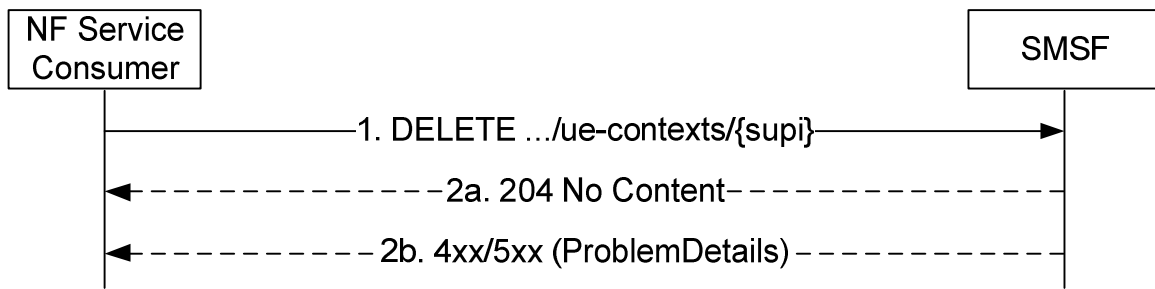 NF Service
Consumer
SMSF
1. DELETE .../ue-contexts/{supi}
2a. 204 No Content
2b. 4xx/5xx (ProblemDetails)